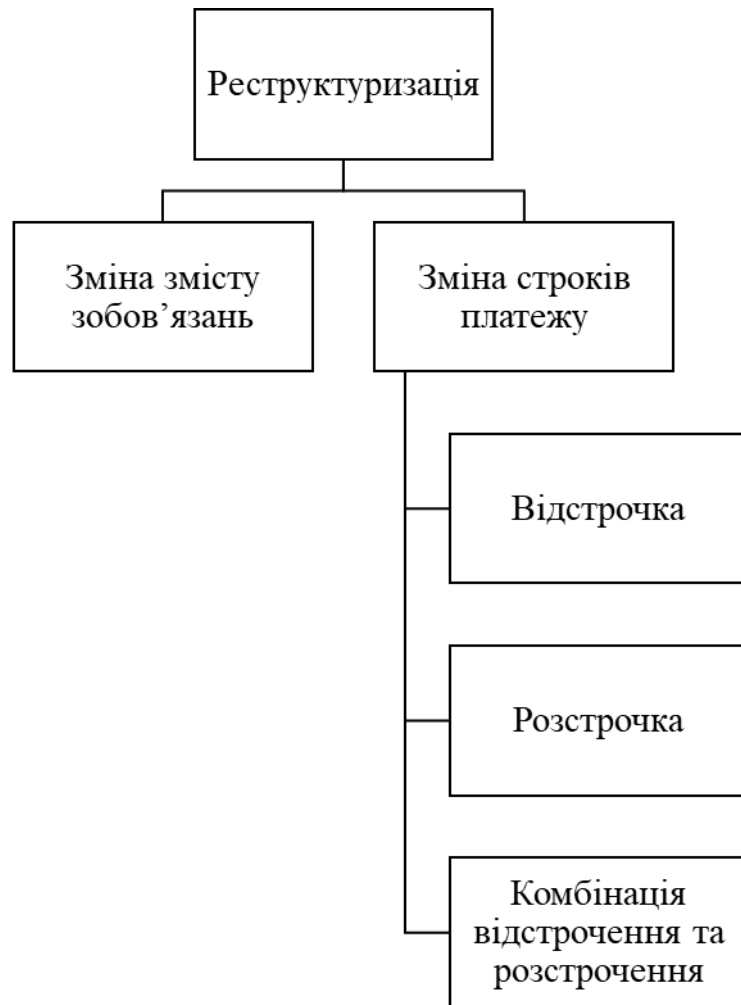 Реструктуризація
Зміна змісту
зобов’язань
Зміна строків
платежу
Відстрочка
Розстрочка
Комбінація
відстрочення та
розстрочення